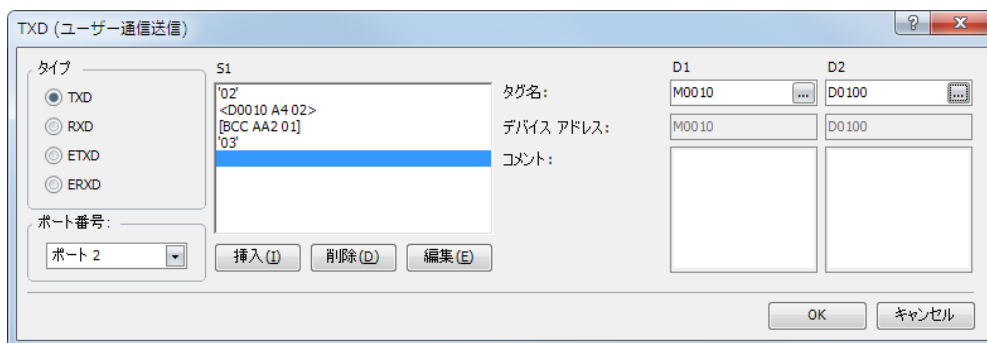 TXD (ユーザー通信送信)
タイプ
TXD
RXD
ETXD
ERXD
ポート番号:
ポート 2
S1
'02'
<D0010 A4 02>
[BCC AA2 01]
'03'
挿入(I)
削除(D)
編集(E)
D1 D2
タグ名: M0010 ... D0100 ...
デバイス アドレス: M0010 D0100
コメント:
OK キャンセル